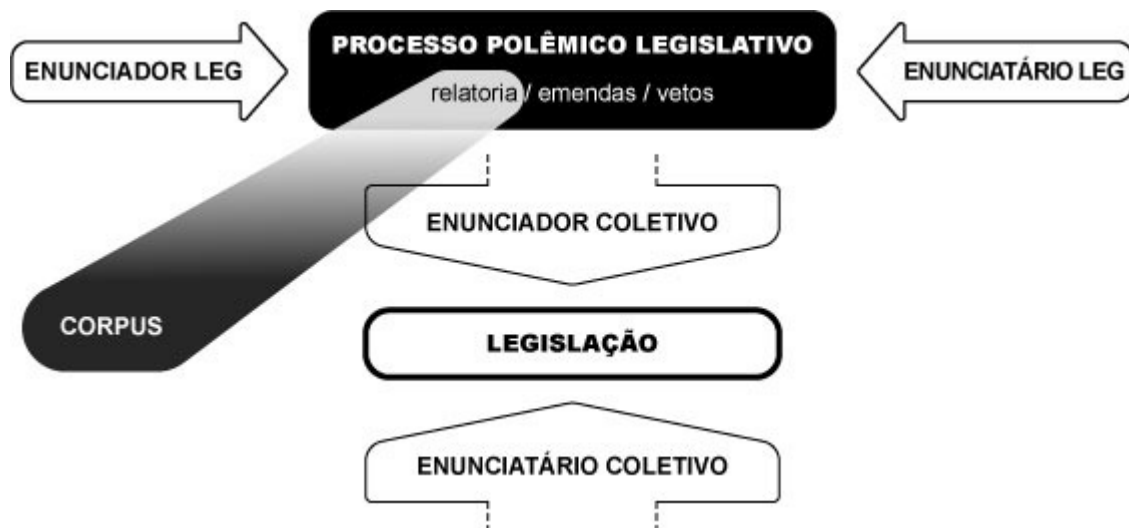 PROCESSO POLÊMICO LEGISLATIVO
ENUNCIADOR LEG
relatoria / emendas / vetos
ENUNCIATÁRIO LEG
ENUNCIADOR COLETIVO
CORPUS
LEGISLAÇÃO
ENUNCIATÁRIO COLETIVO